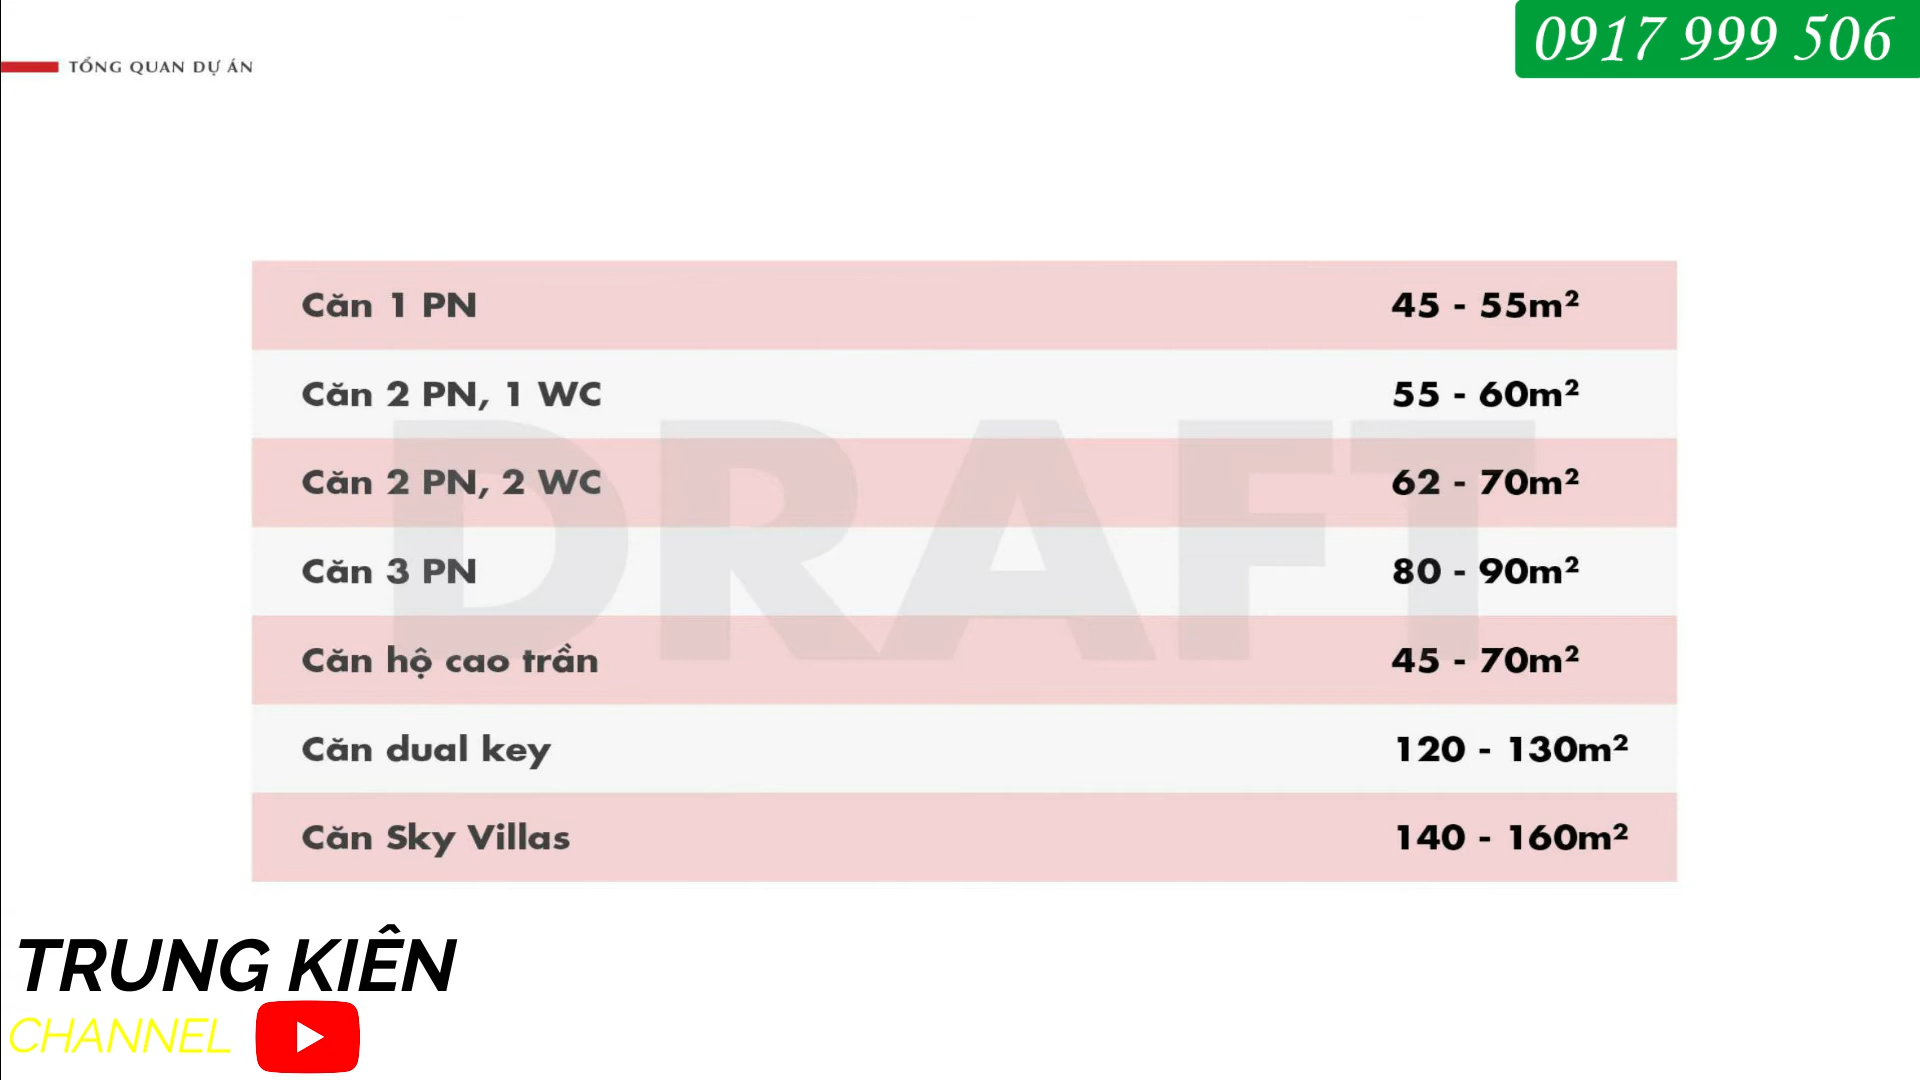 TỔNG QUAN DỰ ÁN
0917 999 506
Căn 1 PN 45 - 55m²
Căn 2 PN, 1 WC 55 - 60m²
Căn 2 PN, 2 WC 62 - 70m²
Căn 3 PN 80 - 90m²
Căn hộ cao trần 45 - 70m²
Căn dual key 120 - 130m²
Căn Sky Villas 140 - 160m²
DRAFT
TRUNG KIÊN
CHANNEL